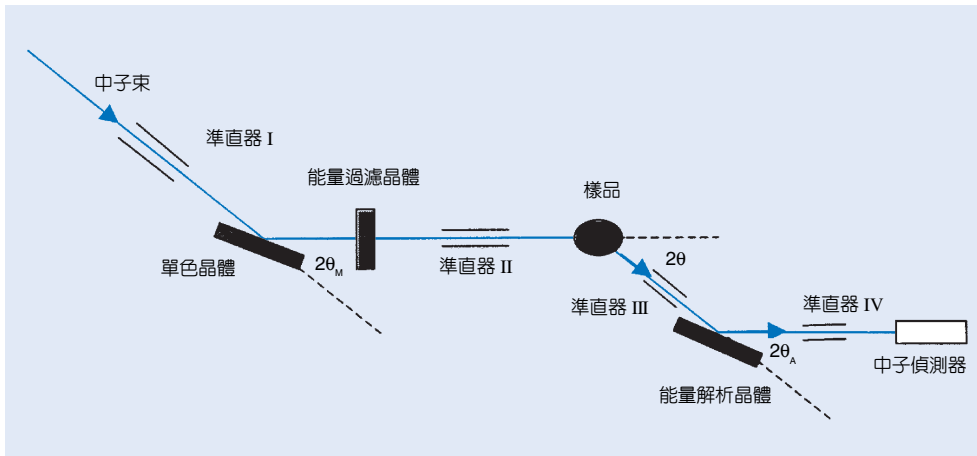 中子束
準直器 I
能量過濾晶體
樣品
單色晶體
2θM
準直器 II
2θ
準直器 III
準直器 IV
2θA
中子偵測器
能量解析晶體